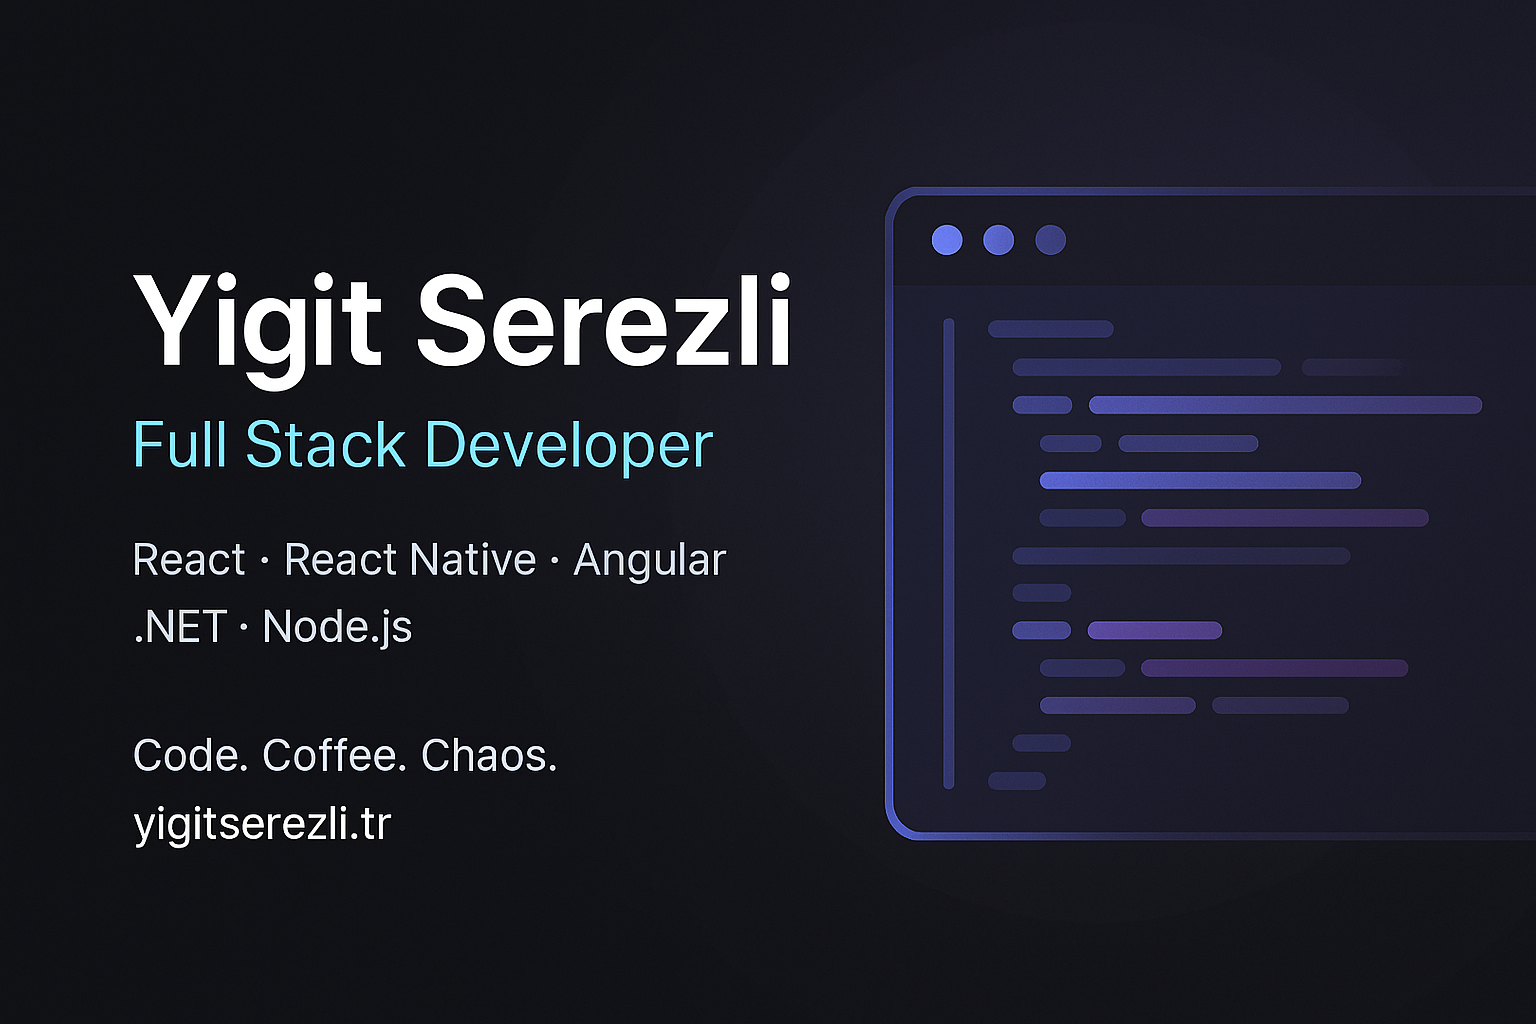 Yigit Serezli
Full Stack Developer
React · React Native · Angular
.NET · Node.js
Code. Coffee. Chaos.
yigitserezli.tr